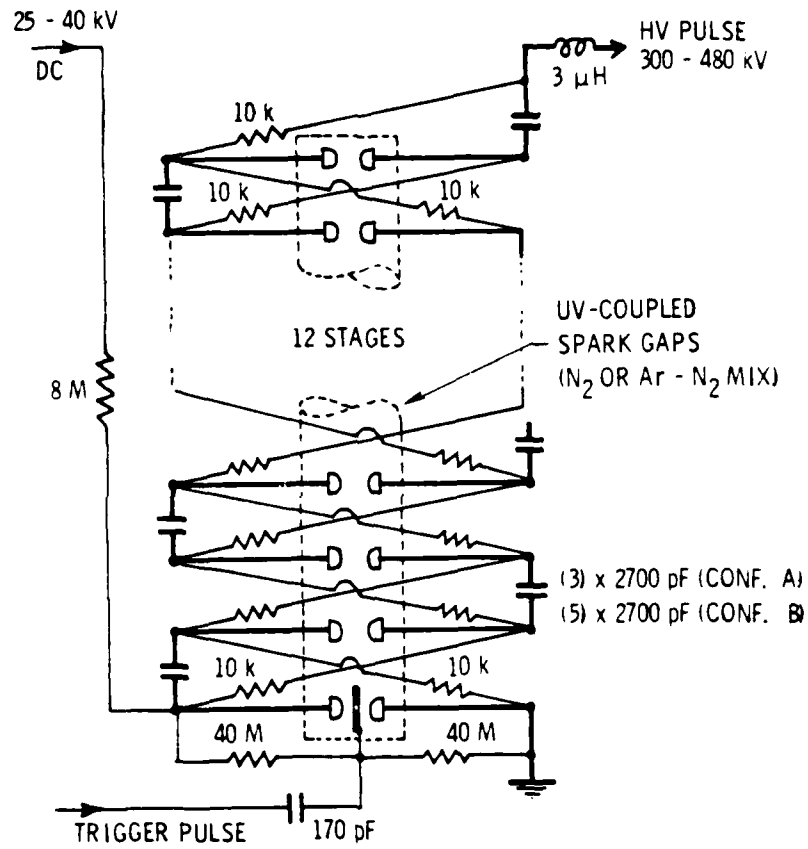 25 - 40 kV
DC
HV PULSE
300 - 480 kV
3 μH
10 k
10 k
10 k
12 STAGES
UV-COUPLED
SPARK GAPS
(N₂ OR Ar - N₂ MIX)
8 M
(3) x 2700 pF (CONF. A)
(5) x 2700 pF (CONF. B)
10 k
10 k
40 M
40 M
TRIGGER PULSE
170 pF